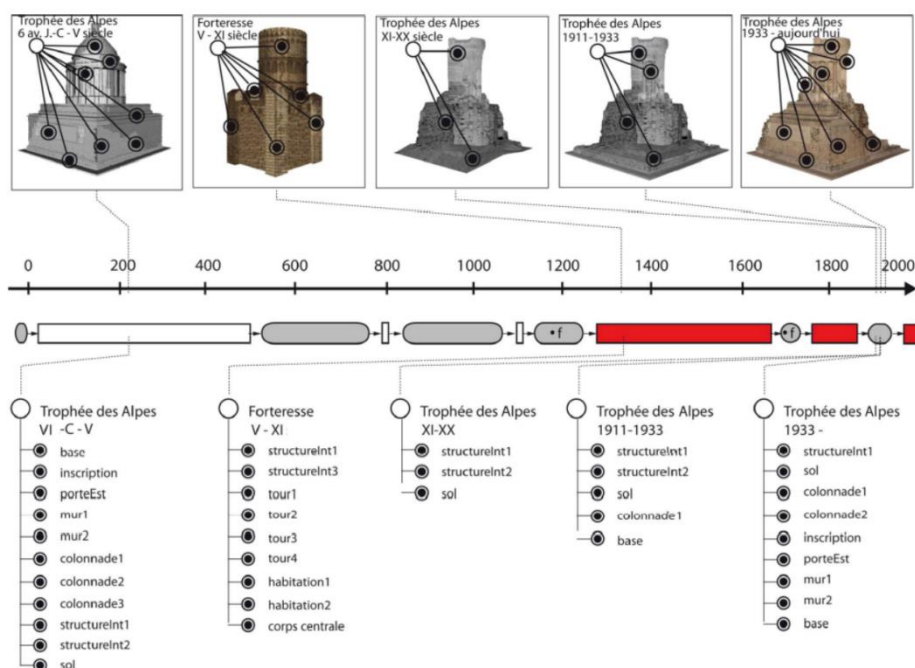 Trophée des Alpes
6 av. J.-C - V siècle
Forteresse
V - XI siècle
Trophée des Alpes
XI-XX siècle
Trophée des Alpes
1911-1933
Trophée des Alpes
1933 - aujourd'hui
0 200 400 600 800 1000 1200 1400 1600 1800 2000
f
f
Trophée des Alpes
VI -C - V
base
inscription
porteEst
mur1
mur2
colonnade1
colonnade2
colonnade3
structureInt1
structureInt2
sol
Forteresse
V - XI
structureInt1
structureInt3
tour1
tour2
tour3
tour4
habitation1
habitation2
corps centrale
Trophée des Alpes
XI-XX
structureInt1
structureInt2
sol
Trophée des Alpes
1911-1933
structureInt1
structureInt2
sol
colonnade1
base
Trophée des Alpes
1933 -
structureInt1
sol
colonnade1
colonnade2
inscription
porteEst
mur1
mur2
base